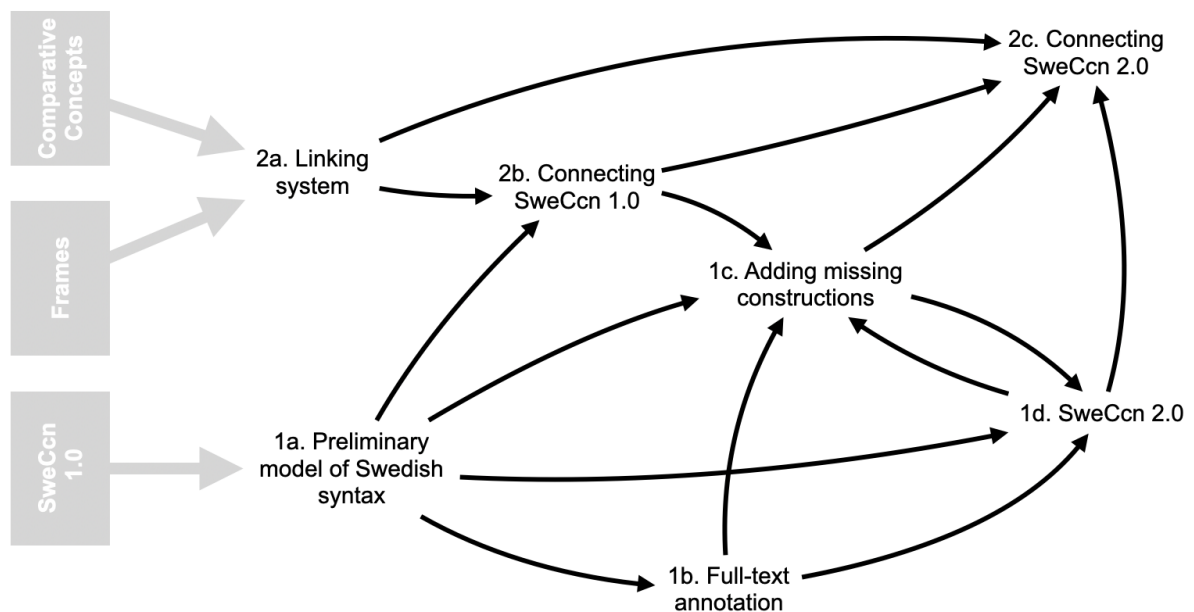 Comparative
Concepts
Frames
SweCcn
1.0
2a. Linking
system
2b. Connecting
SweCcn 1.0
2c. Connecting
SweCcn 2.0
1c. Adding missing
constructions
1d. SweCcn 2.0
1a. Preliminary
model of Swedish
syntax
1b. Full-text
annotation